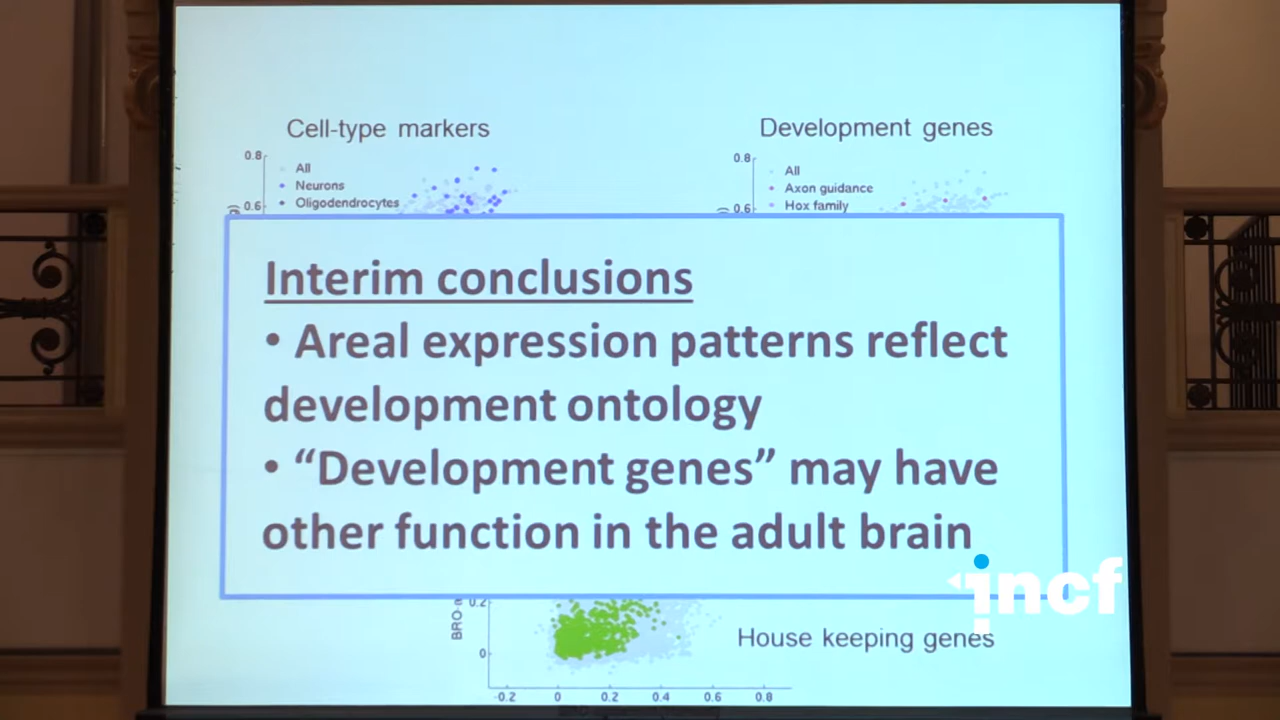 Cell-type markers
Development genes
0.8
All
Neurons
Oligodendrocytes
0.6
0.8
All
Axon guidance
Hox family
0.6
Interim conclusions
• Areal expression patterns reflect
development ontology
• “Development genes” may have
other function in the adult brain
incf
0.2
0
House keeping genes
-0.2 0 0.2 0.4 0.6 0.8